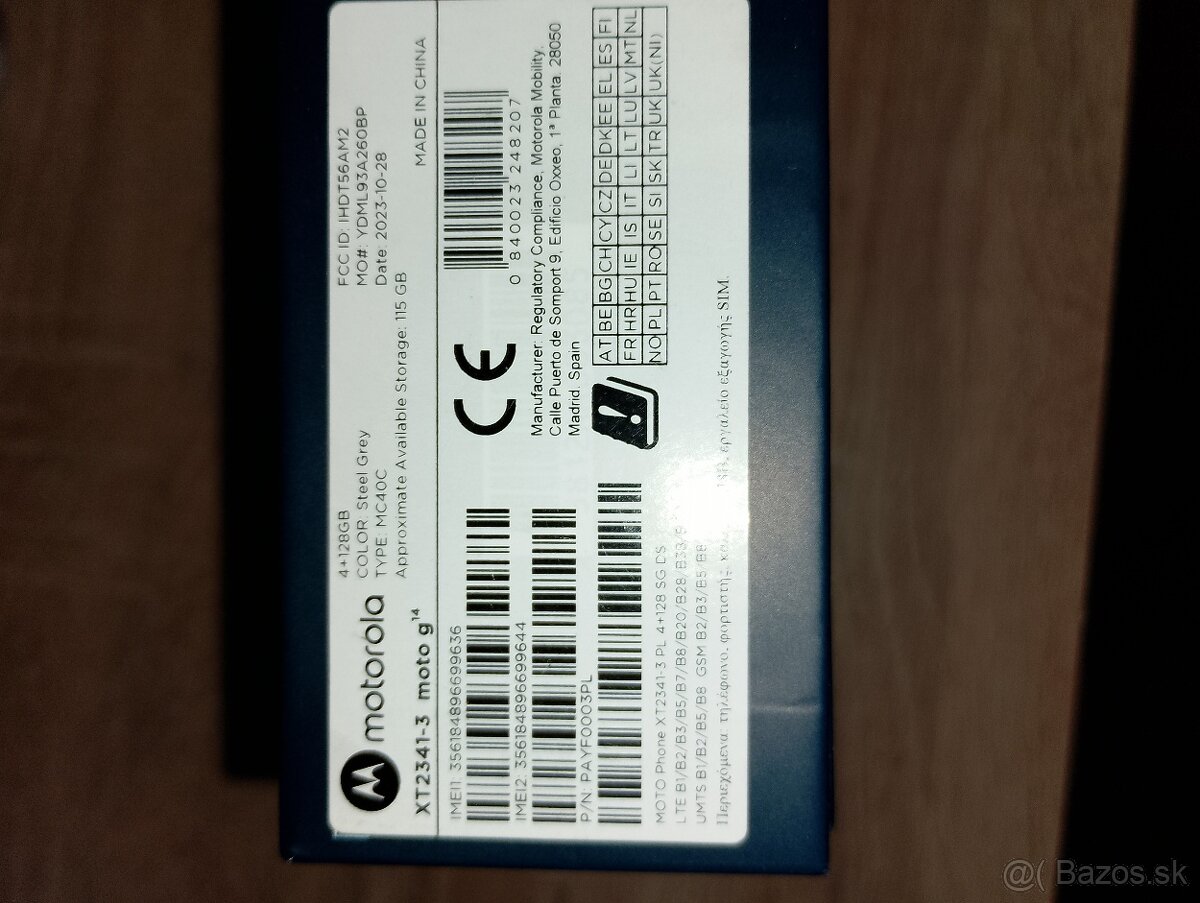 motorola
4+128GB
COLOR: Steel Grey
TYPE: MC40C
Approximate Available Storage: 115 GB
FCC ID: IHDT56AM2
MO#: YDML93A260BP
Date: 2023-10-28
MADE IN CHINA
XT2341-3 moto g14
IMEI1: 356184896699636
IMEI2: 356184896699644
P/N: PAYF0003PL
0 840023 248207
CE
Manufacturer: Regulatory Compliance, Motorola Mobility,
Calle Puerto de Somport 9, Edificio Oxxeo, 1ª Planta 28050
Madrid. Spain
AT BE BG CH CY CZ DE DK EE EL ES FI
FR HR HU IE IS IT LI LT LU LV MT NL
NO PL PT RO SE SI SK TR UK UK(NI)
MOTO Phone XT2341-3 PL 4+128 SG DS
LTE B1/B2/B3/B5/B7/B8/B20/B28/B38/
UMTS B1/B2/B5/B8 GSM B2/B3/B5/B8
Περιεχόμενα: τηλέφωνο, φορτιστής, εργαλείο εξαγωγής SIM.
@( Bazos.sk